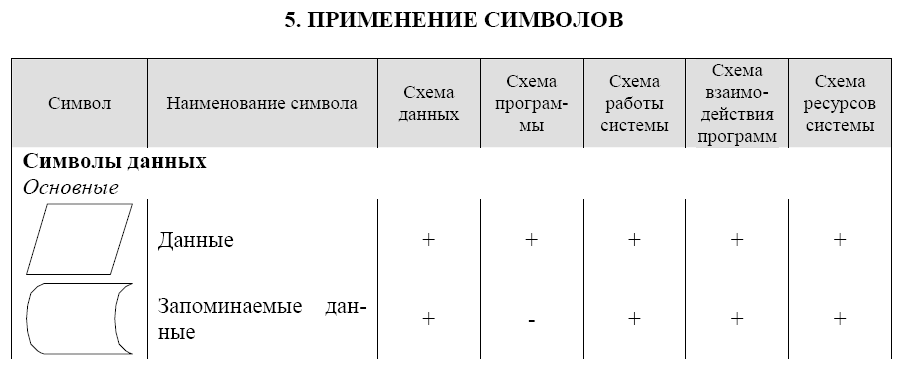 5. ПРИМЕНЕНИЕ СИМВОЛОВ
Символ
Наименование символа
Схема
данных
Схема
програм-
мы
Схема
работы
системы
Схема
взаимо-
действия
программ
Схема
ресурсов
системы
Символы данных
Основные
Данные + + + + +
Запоминаемые дан-
ные + - + + +